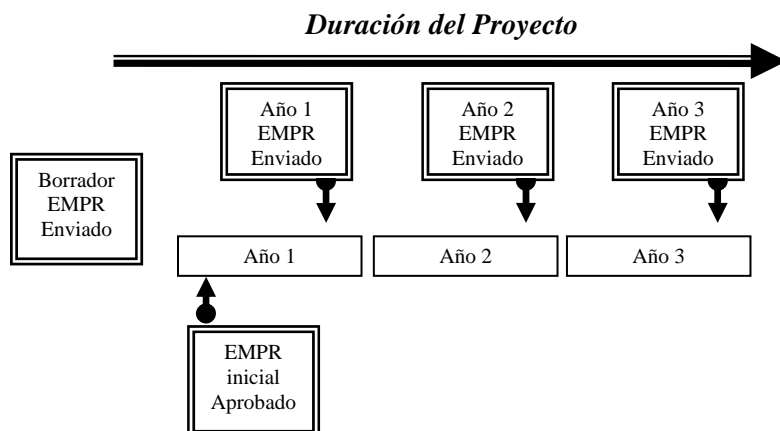 Duración del Proyecto
Año 1
EMPR
Enviado
Año 2
EMPR
Enviado
Año 3
EMPR
Enviado
Borrador
EMPR
Enviado
Año 1
Año 2
Año 3
EMPR
inicial
Aprobado